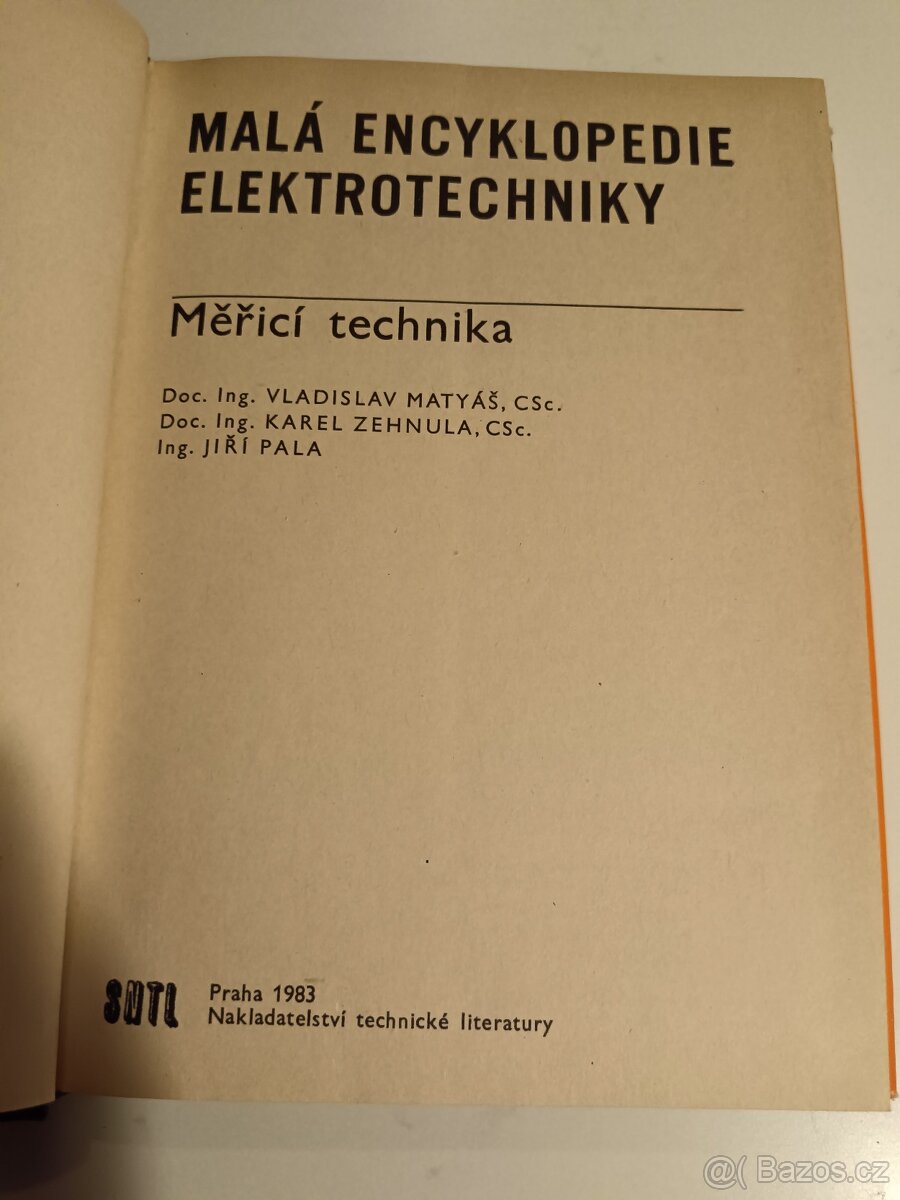 MALÁ ENCYKLOPEDIE
ELEKTROTECHNIKY
Měřicí technika
Doc. Ing. VLADISLAV MATYÁŠ, CSc.
Doc. Ing. KAREL ZEHNULA, CSc.
Ing. JIŘÍ PALA
SNTL
Praha 1983
Nakladatelství technické literatury
@( Bazos.cz